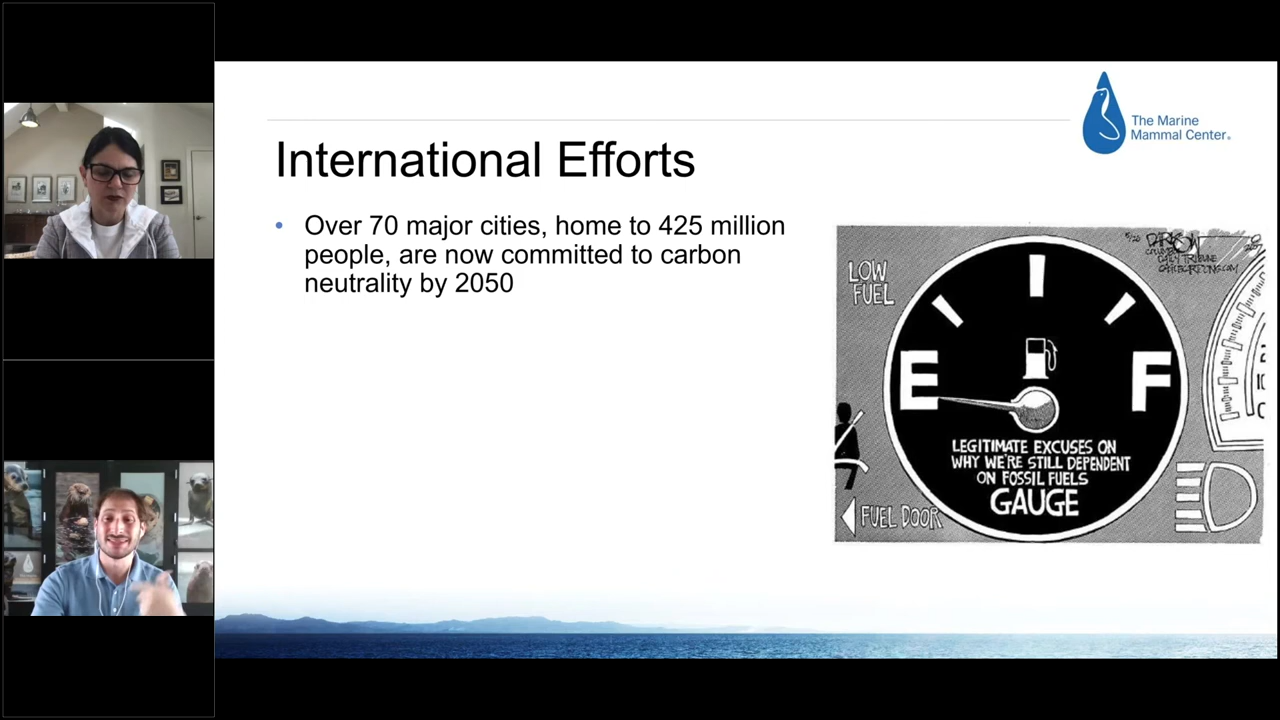 The Marine
Mammal Center®
International Efforts
• Over 70 major cities, home to 425 million
people, are now committed to carbon
neutrality by 2050
LOW
FUEL
E
F
LEGITIMATE EXCUSES ON
WHY WE'RE STILL DEPENDENT
ON FOSSIL FUELS
GAUGE
FUEL DOOR